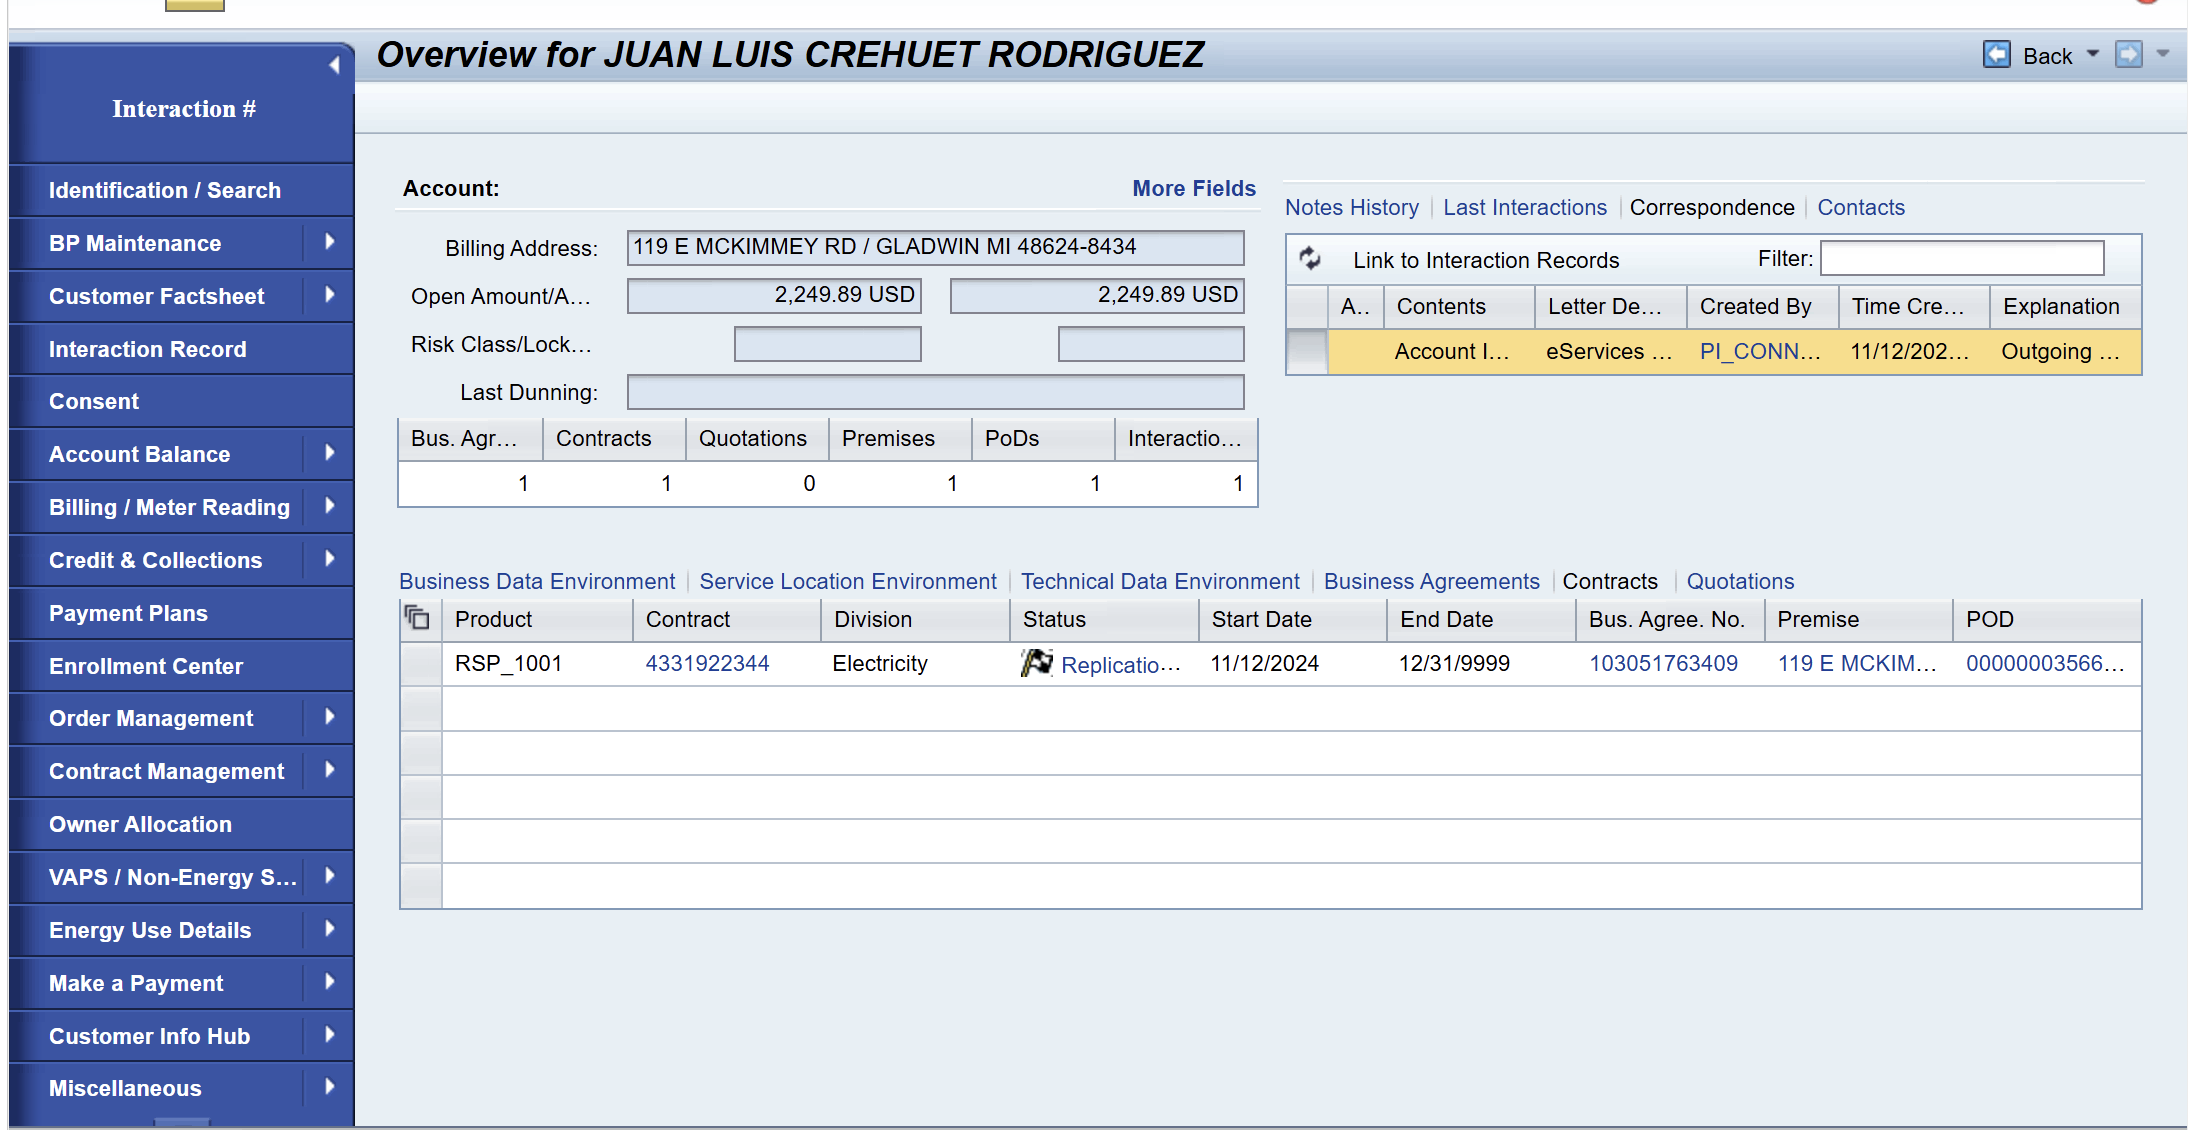 Overview for JUAN LUIS CREHUET RODRIGUEZ
Back
Interaction #
Identification / Search
BP Maintenance
Customer Factsheet
Interaction Record
Consent
Account Balance
Billing / Meter Reading
Credit & Collections
Payment Plans
Enrollment Center
Order Management
Contract Management
Owner Allocation
VAPS / Non-Energy S...
Energy Use Details
Make a Payment
Customer Info Hub
Miscellaneous
Account:
More Fields
Billing Address: 119 E MCKIMMEY RD / GLADWIN MI 48624-8434
Open Amount/A... 2,249.89 USD 2,249.89 USD
Risk Class/Lock...
Last Dunning:
Bus. Agr... Contracts Quotations Premises PoDs Interactio...
1 1 0 1 1 1
Notes History Last Interactions Correspondence Contacts
Link to Interaction Records Filter:
A.. Contents Letter De... Created By Time Cre... Explanation
Account I... eServices ... PI_CONN... 11/12/202... Outgoing ...
Business Data Environment Service Location Environment Technical Data Environment Business Agreements Contracts Quotations
Product Contract Division Status Start Date End Date Bus. Agree. No. Premise POD
RSP_1001 4331922344 Electricity Replicatio... 11/12/2024 12/31/9999 103051763409 119 E MCKIM... 00000003566...